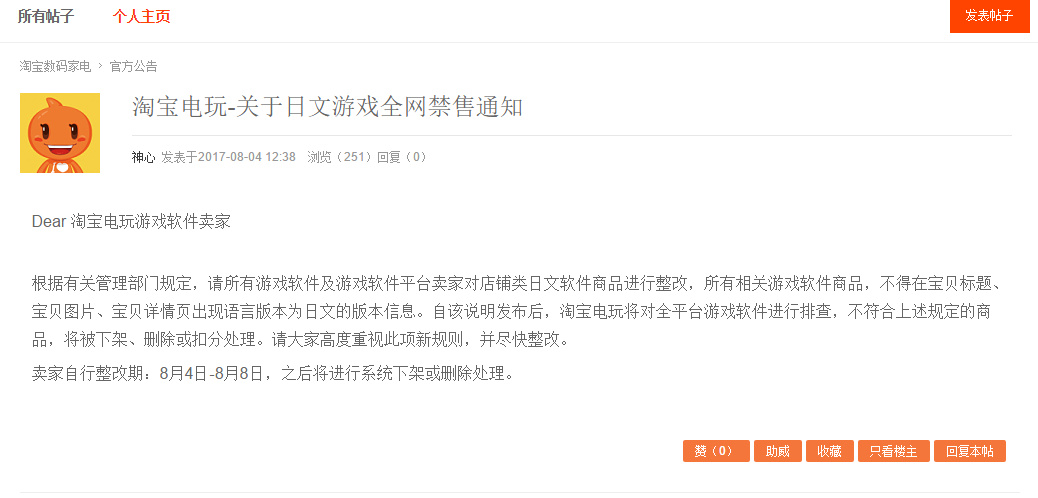 所有帖子 个人主页 发表帖子
淘宝数码家电 > 官方公告
淘宝电玩-关于日文游戏全网禁售通知
神心 发表于2017-08-04 12:38 浏览（251）回复（0）
Dear 淘宝电玩游戏软件卖家
根据有关管理部门规定，请所有游戏软件及游戏软件平台卖家对店铺类日文软件商品进行整改，所有相关游戏软件商品，不得在宝贝标题、
宝贝图片、宝贝详情页出现语言版本为日文的版本信息。自该说明发布后，淘宝电玩将对全平台游戏软件进行排查，不符合上述规定的商
品，将被下架、删除或扣分处理。请大家高度重视此项新规则，并尽快整改。
卖家自行整改期：8月4日-8月8日，之后将进行系统下架或删除处理。
赞（0） 助威 收藏 只看楼主 回复本帖